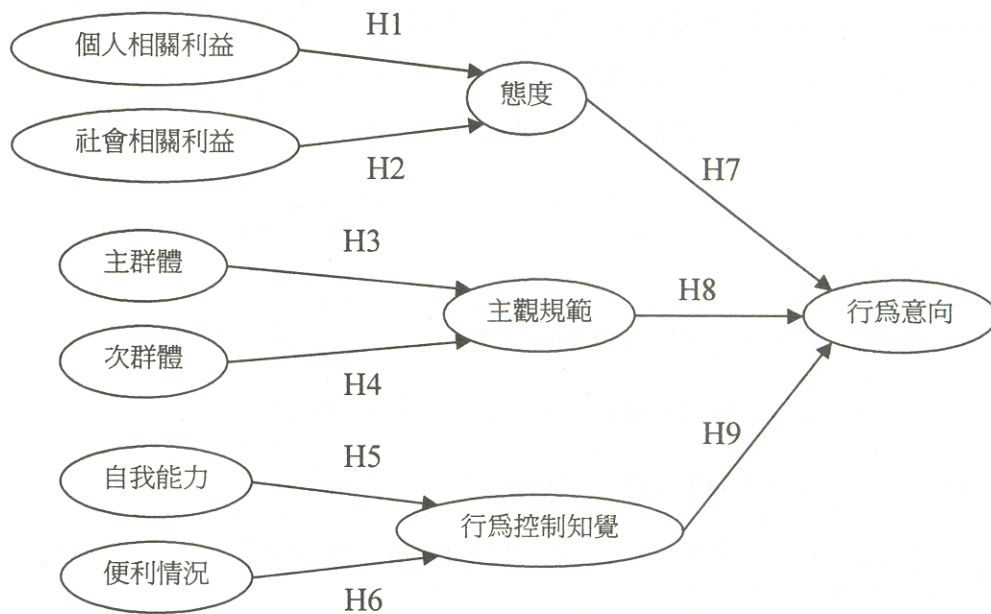 個人相關利益
H1
態度
社會相關利益
H2
H7
主群體
H3
主觀規範
H8
行爲意向
次群體
H4
H9
自我能力
H5
行爲控制知覺
便利情況
H6